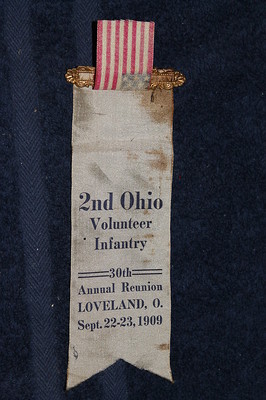 2nd Ohio
Volunteer
Infantry
30th
Annual Reunion
LOVELAND, O.
Sept. 22-23, 1909